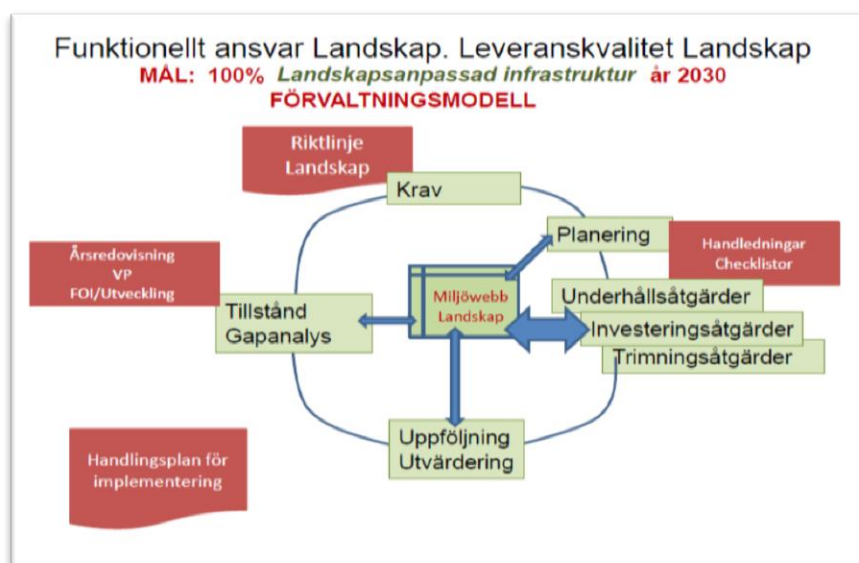 Funktionellt ansvar Landskap. Leveranskvalitet Landskap
MÅL: 100% Landskapsanpassad infrastruktur år 2030
FÖRVALTNINGSMODELL
Riktlinje
Landskap
Krav
Planering
Handledningar
Checklistor
Årsredovisning
VP
FOI/Utveckling
Tillstånd
Gapanalys
Miljöwebb
Landskap
Underhållsåtgärder
Investeringsåtgärder
Trimningsåtgärder
Uppföljning
Utvärdering
Handlingsplan för
implementering